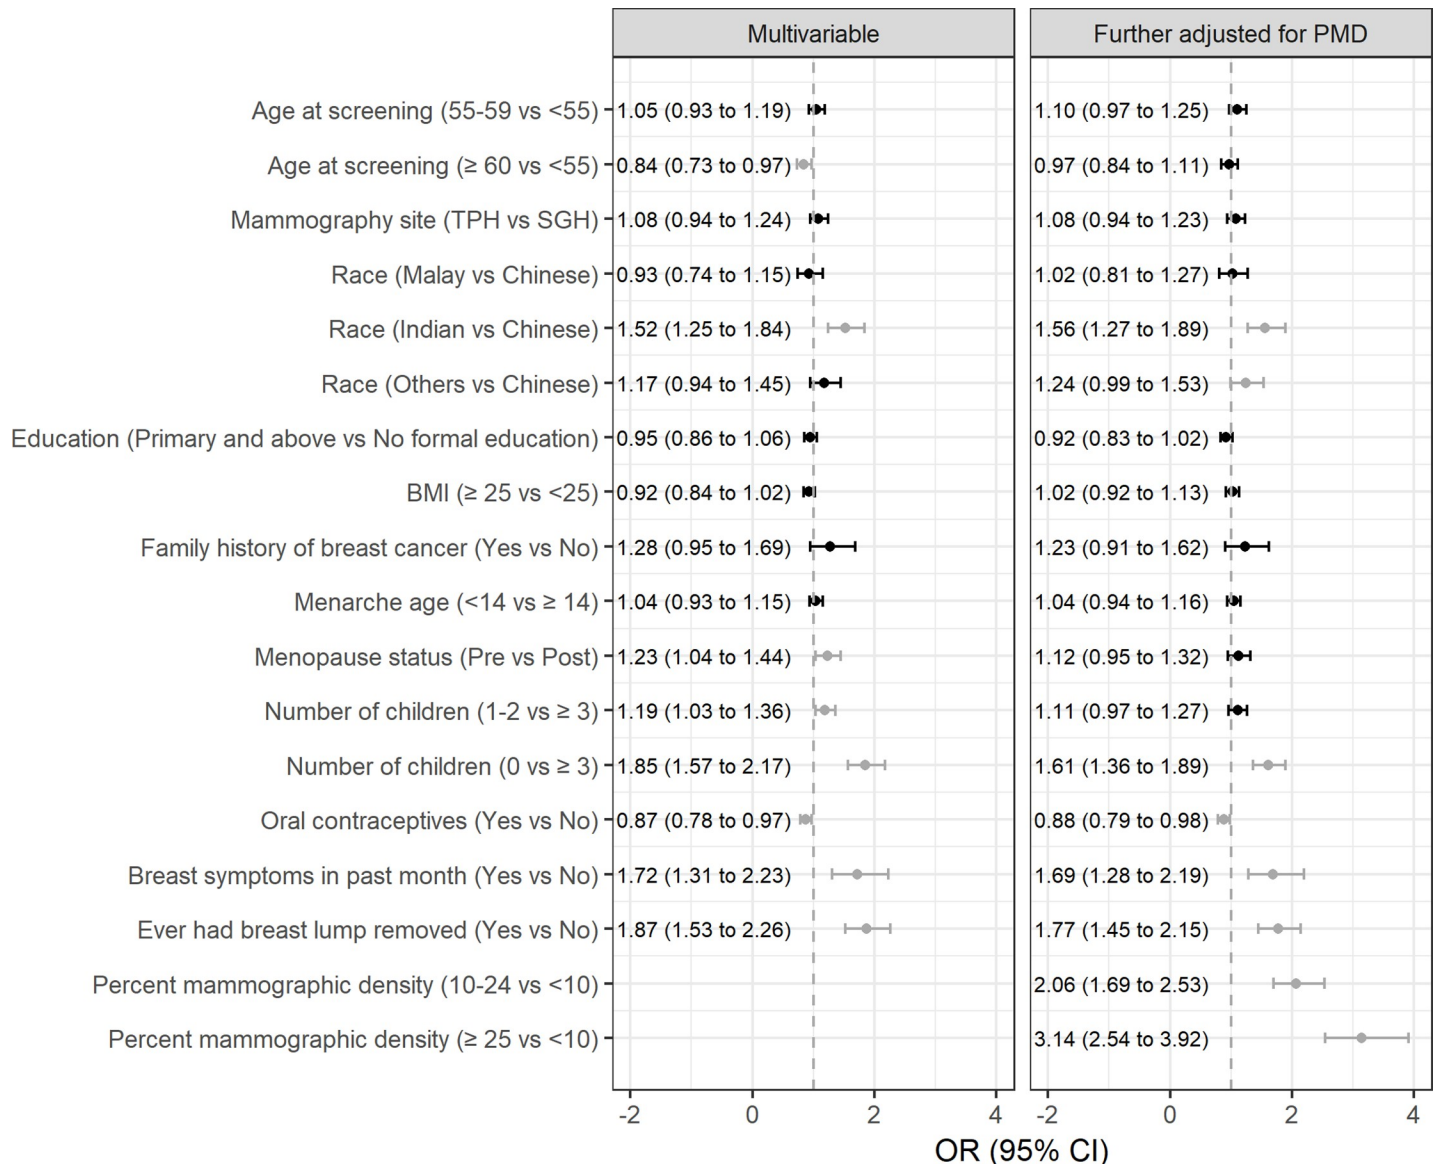 Multivariable Further adjusted for PMD
Age at screening (55-59 vs <55) 1.05 (0.93 to 1.19) 1.10 (0.97 to 1.25)
Age at screening (≥ 60 vs <55) 0.84 (0.73 to 0.97) 0.97 (0.84 to 1.11)
Mammography site (TPH vs SGH) 1.08 (0.94 to 1.24) 1.08 (0.94 to 1.23)
Race (Malay vs Chinese) 0.93 (0.74 to 1.15) 1.02 (0.81 to 1.27)
Race (Indian vs Chinese) 1.52 (1.25 to 1.84) 1.56 (1.27 to 1.89)
Race (Others vs Chinese) 1.17 (0.94 to 1.45) 1.24 (0.99 to 1.53)
Education (Primary and above vs No formal education) 0.95 (0.86 to 1.06) 0.92 (0.83 to 1.02)
BMI (≥ 25 vs <25) 0.92 (0.84 to 1.02) 1.02 (0.92 to 1.13)
Family history of breast cancer (Yes vs No) 1.28 (0.95 to 1.69) 1.23 (0.91 to 1.62)
Menarche age (<14 vs ≥ 14) 1.04 (0.93 to 1.15) 1.04 (0.94 to 1.16)
Menopause status (Pre vs Post) 1.23 (1.04 to 1.44) 1.12 (0.95 to 1.32)
Number of children (1-2 vs ≥ 3) 1.19 (1.03 to 1.36) 1.11 (0.97 to 1.27)
Number of children (0 vs ≥ 3) 1.85 (1.57 to 2.17) 1.61 (1.36 to 1.89)
Oral contraceptives (Yes vs No) 0.87 (0.78 to 0.97) 0.88 (0.79 to 0.98)
Breast symptoms in past month (Yes vs No) 1.72 (1.31 to 2.23) 1.69 (1.28 to 2.19)
Ever had breast lump removed (Yes vs No) 1.87 (1.53 to 2.26) 1.77 (1.45 to 2.15)
Percent mammographic density (10-24 vs <10) 2.06 (1.69 to 2.53)
Percent mammographic density (≥ 25 vs <10) 3.14 (2.54 to 3.92)
-2 0 2 4 -2 0 2 4
OR (95% CI)